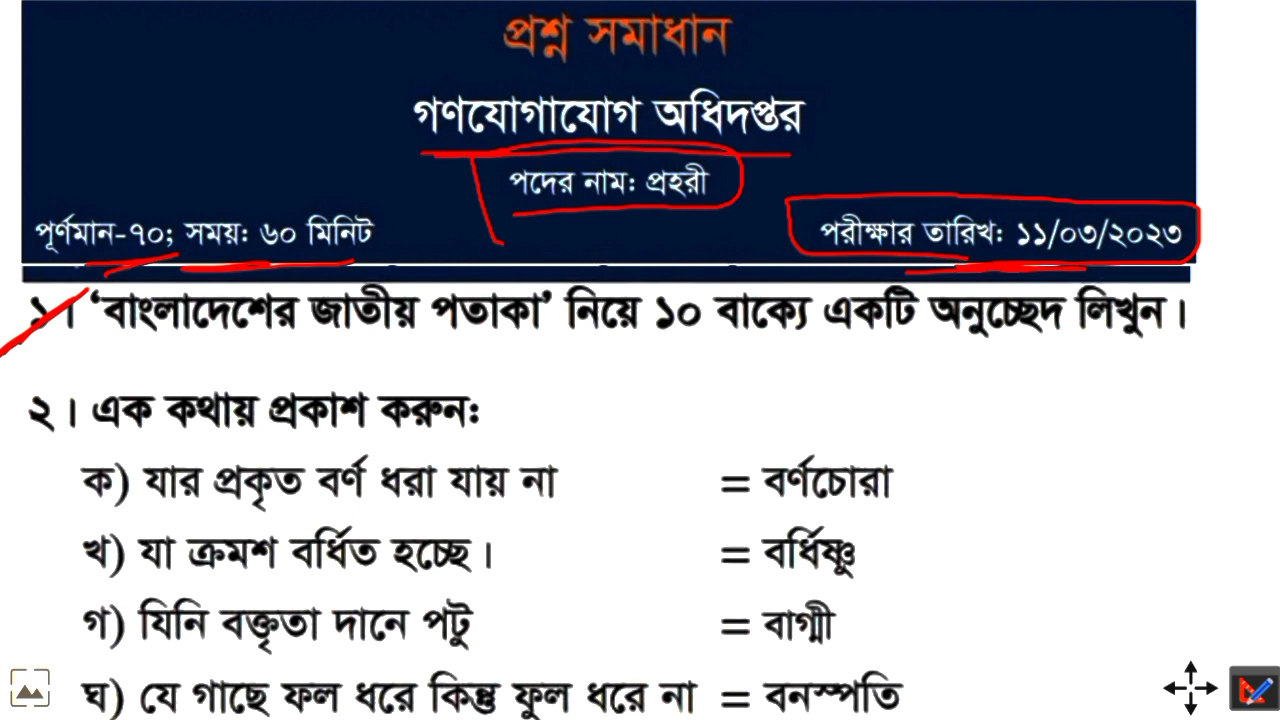 প্রশ্ন সমাধান
গণযোগাযোগ অধিদপ্তর
পদের নাম: প্রহরী
পূর্ণমান-৭০; সময়: ৬০ মিনিট
পরীক্ষার তারিখ: ১১/০৩/২০২৩
১। ‘বাংলাদেশের জাতীয় পতাকা’ নিয়ে ১০ বাক্যে একটি অনুচ্ছেদ লিখুন।
২। এক কথায় প্রকাশ করুন:
ক) যার প্রকৃত বর্ণ ধরা যায় না = বর্ণচোরা
খ) যা ক্রমশ বর্ধিত হচ্ছে। = বর্ধিষ্ণু
গ) যিনি বক্তৃতা দানে পটু = বাগ্মী
ঘ) যে গাছে ফল ধরে কিন্তু ফুল ধরে না = বনস্পতি